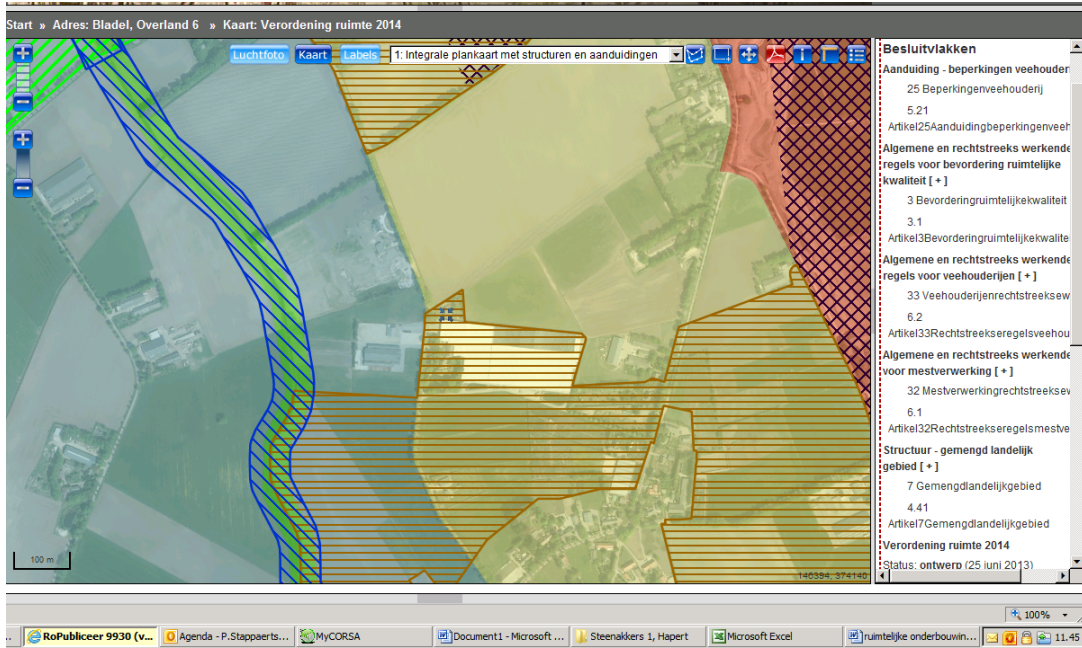 Start » Adres: Bladel, Overland 6 » Kaart: Verordening ruimte 2014
Luchtfoto Kaart Labels 1: Integrale plankaart met structuren en aanduidingen
Besluitvlakken
Aanduiding - beperkingen veehouder
25 Beperkingenveehouderij
5.21
Artikel25Aanduidingbeperkingenveeh
Algemene en rechtstreeks werkende
regels voor bevordering ruimtelijke
kwaliteit [ + ]
3 Bevorderingruimtelijkekwaliteit
3.1
Artikel3Bevorderingruimtelijkekwalite
Algemene en rechtstreeks werkende
regels voor veehouderijen [ + ]
33 Veehouderijenrechtstreeksew
6.2
Artikel33Rechtstreekseregelsveehou
Algemene en rechtstreeks werkende
voor mestverwerking [ + ]
32 Mestverwerkingrechtstreeksev
6.1
Artikel32Rechtstreekseregelsmestve
Structuur - gemengd landelijk
gebied [ + ]
7 Gemengdlandelijkgebied
4.41
Artikel7Gemengdlandelijkgebied
Verordening ruimte 2014
Status: ontwerp (25 juni 2013)
100 m
146394, 374140
100%
... RoPubliceer 9930 (v... Agenda - P.Stappaerts... MyCORSA Document1 - Microsoft ... Steenakkers 1, Hapert Microsoft Excel ruimtelijke onderbouwin... 11.45